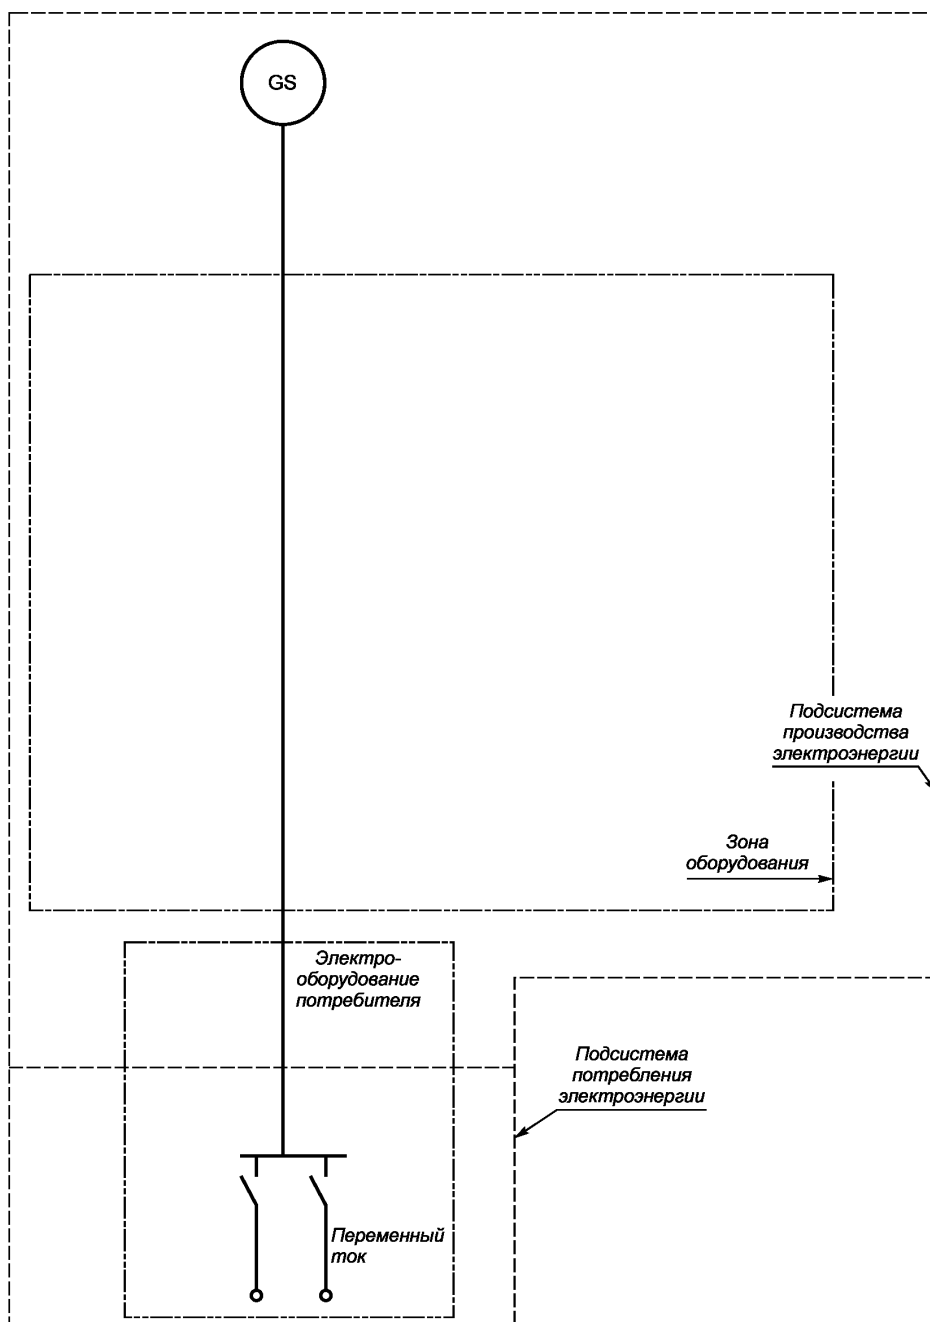 GS
Подсистема
производства
электроэнергии
Зона
оборудования
Электро-
оборудование
потребителя
Подсистема
потребления
электроэнергии
Переменный
ток